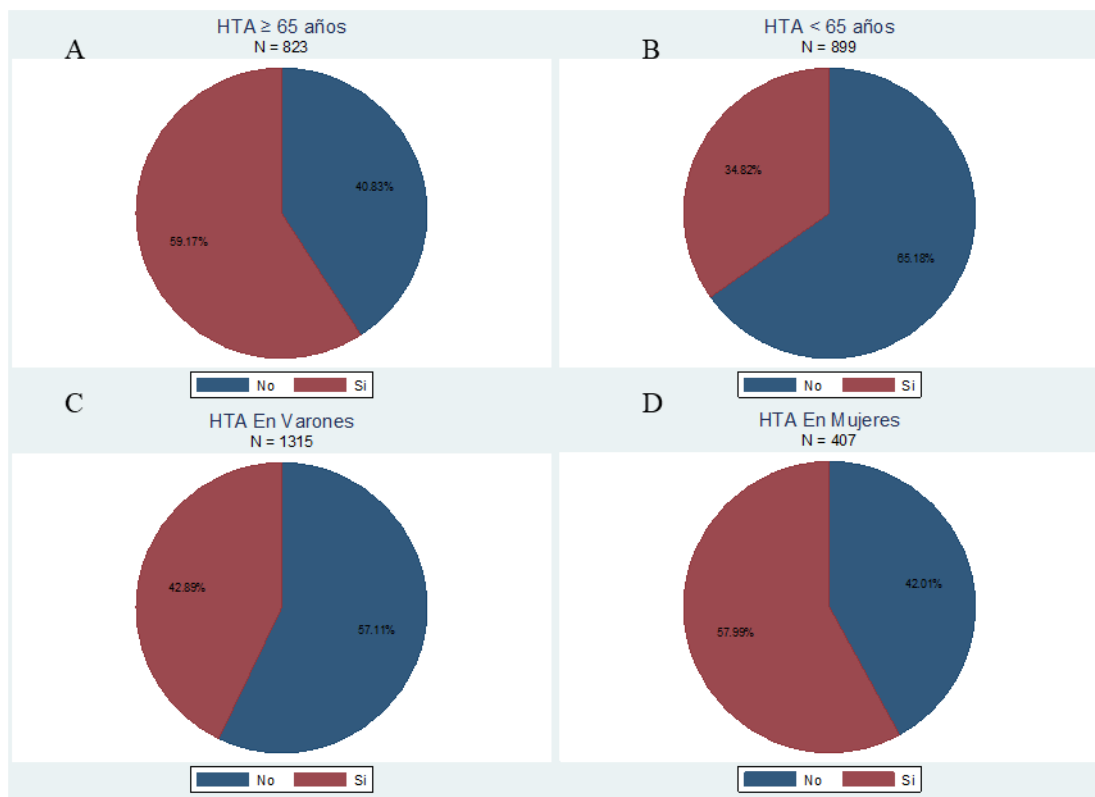 A
HTA ≥ 65 años
N = 823
40.83%
59.17%
No Si
B
HTA < 65 años
N = 899
34.82%
65.18%
No Si
C
HTA En Varones
N = 1315
42.89%
57.11%
No Si
D
HTA En Mujeres
N = 407
42.01%
57.99%
No Si